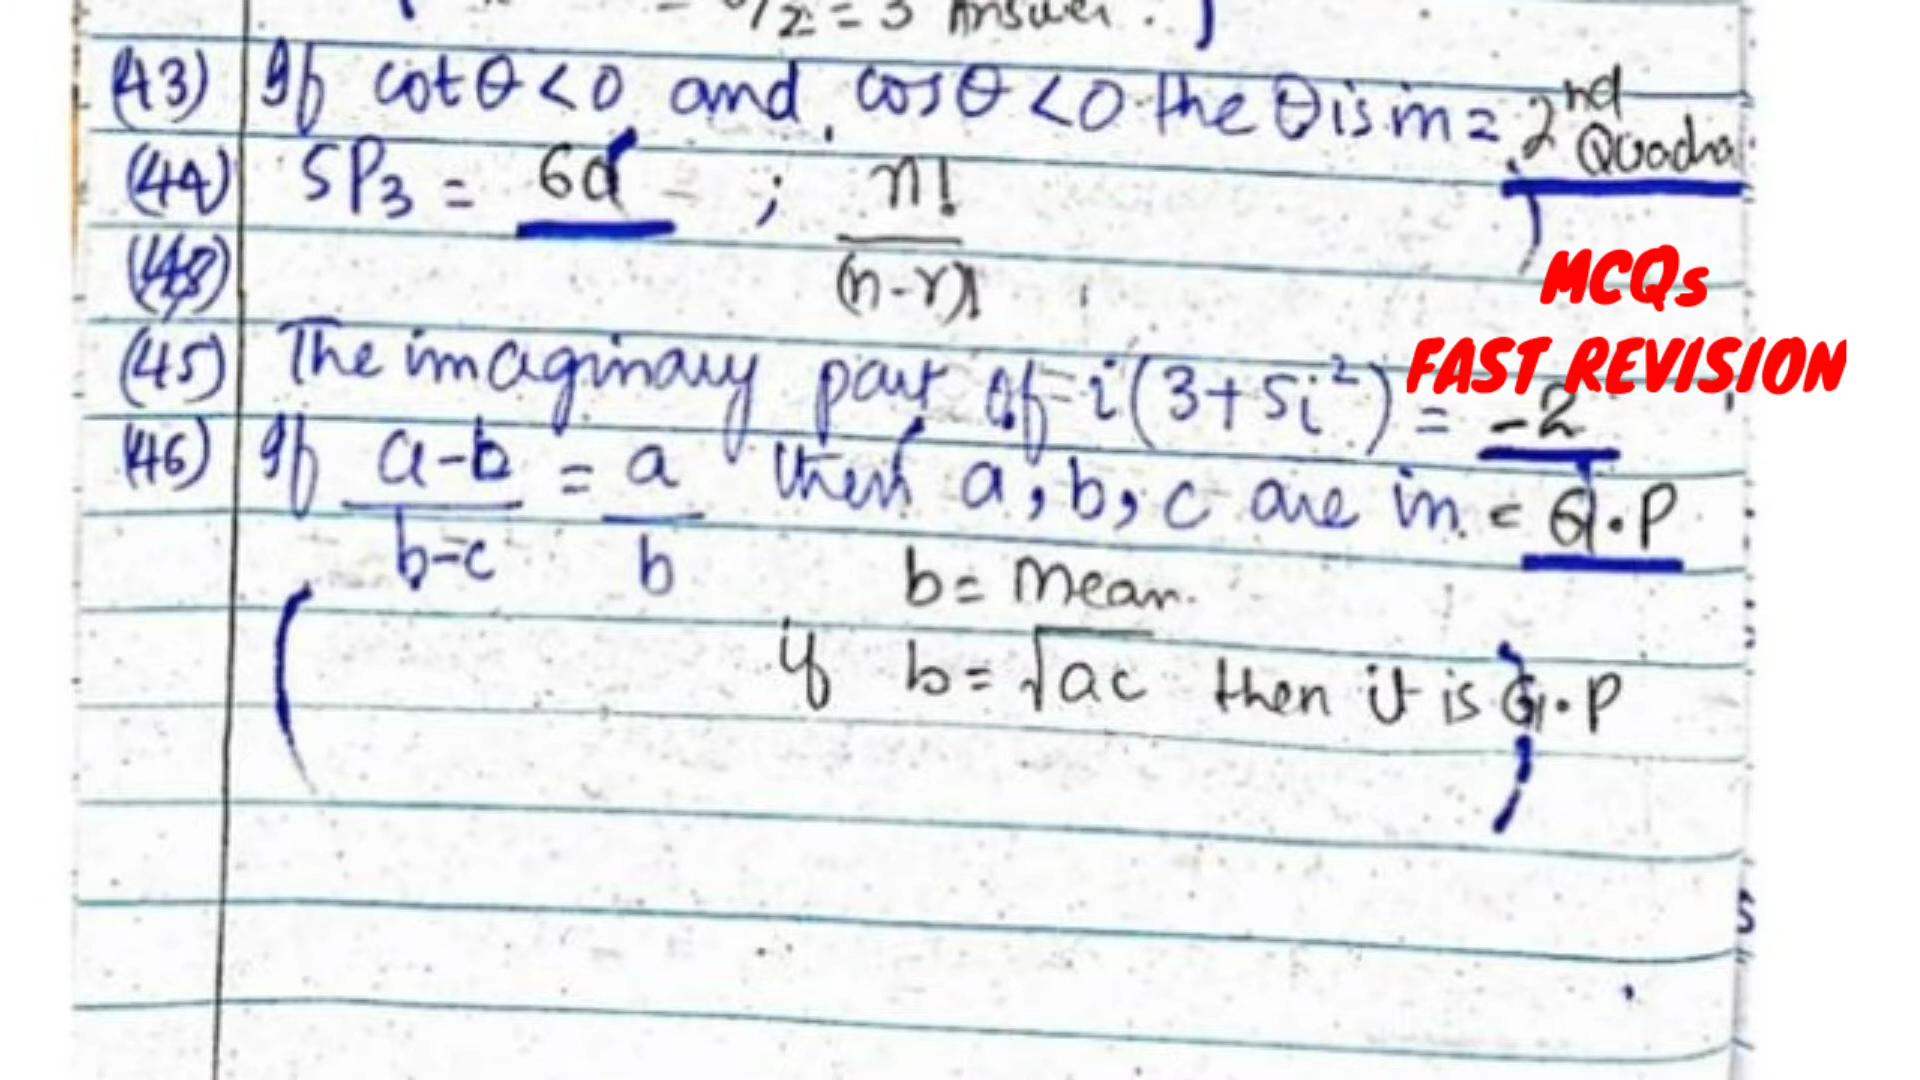 /2 = 3 Answer.
(43) If cotθ<0 and cosθ<0 the θ is in = 2nd Quadra
(44) 5P3 = 60 ; n!
(n-r)!
(45) The imaginary part of i(3+5i²) = -2
(46) If a-b = a then a, b, c are in = G.P
b-c b
b = Mean.
if b = √ac then it is G.P
MCQs
FAST REVISION